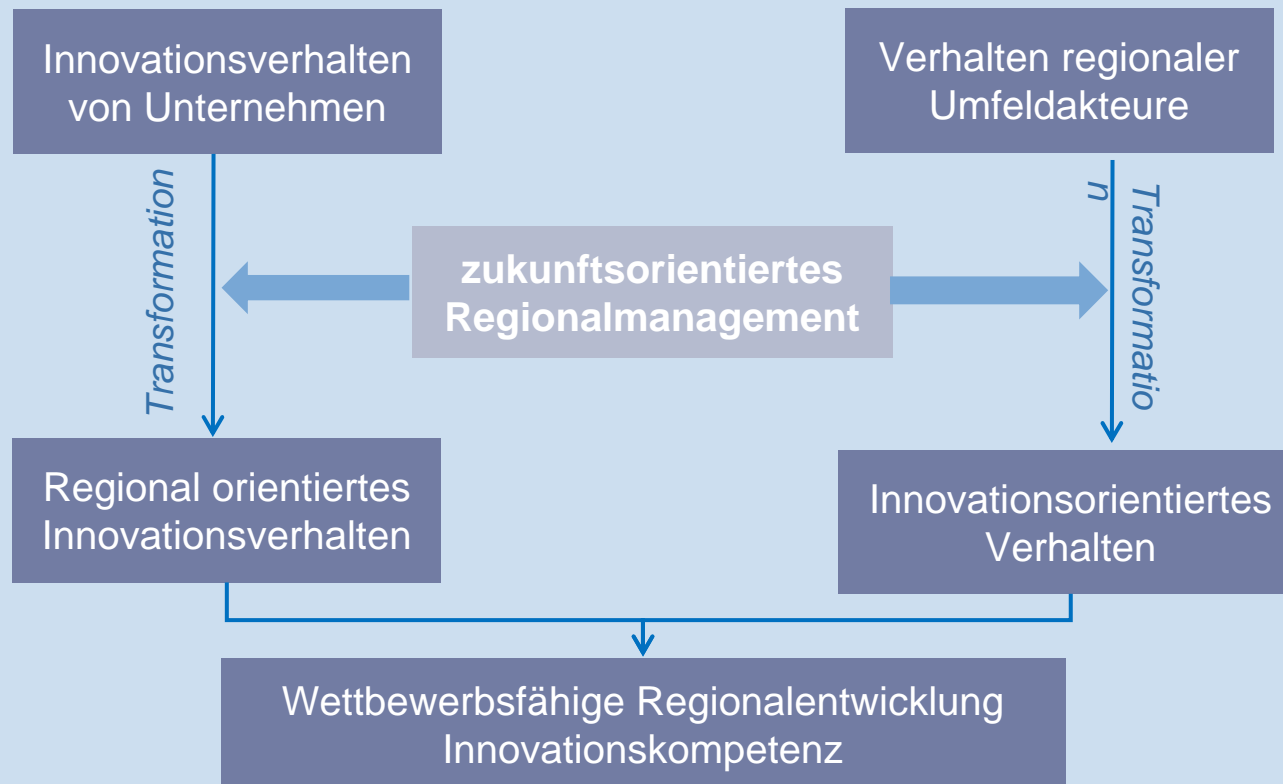 Innovationsverhalten
von Unternehmen
Verhalten regionaler
Umfeldakteure
Transformation
zukunftsorientiertes
Regionalmanagement
Transformatio
n
Regional orientiertes
Innovationsverhalten
Innovationsorientiertes
Verhalten
Wettbewerbsfähige Regionalentwicklung
Innovationskompetenz